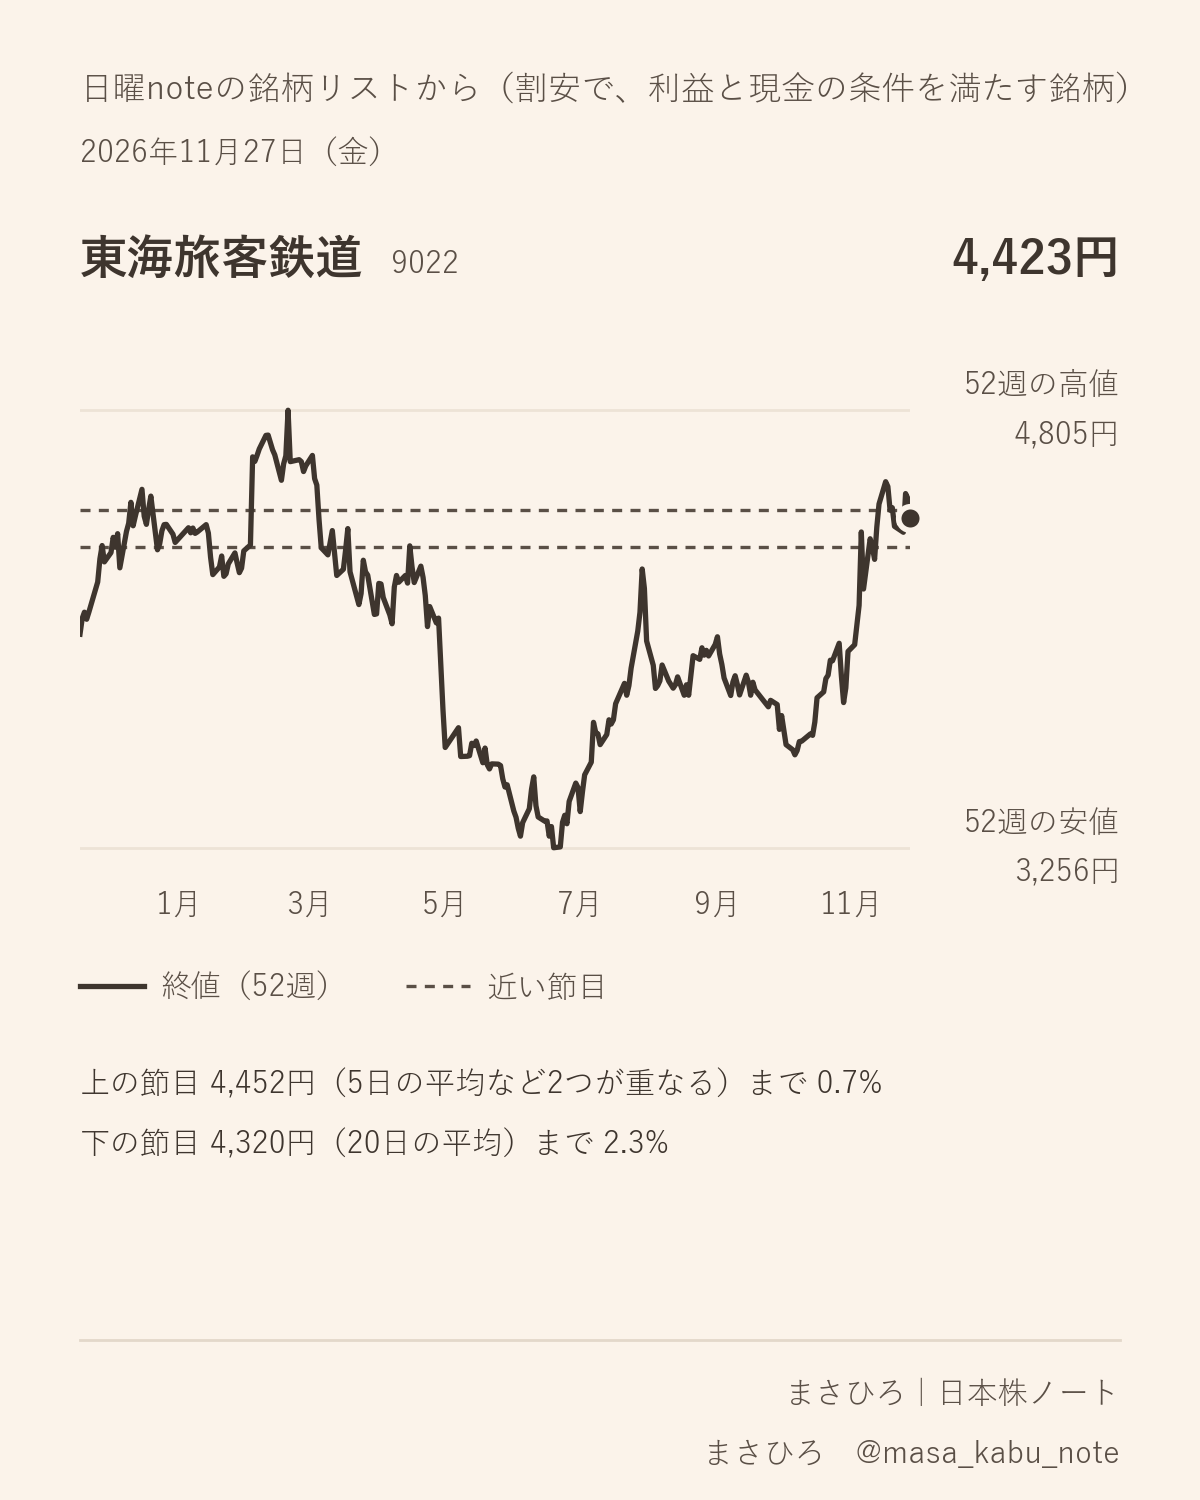 日曜noteの銘柄リストから（割安で、利益と現金の条件を満たす銘柄）
2026年11月27日（金）
東海旅客鉄道 9022 4,423円
52週の高値
4,805円
52週の安値
3,256円
1月 3月 5月 7月 9月 11月
終値（52週） 近い節目
上の節目 4,452円（5日の平均など2つが重なる）まで 0.7%
下の節目 4,320円（20日の平均）まで 2.3%
まさひろ｜日本株ノート
まさひろ　@masa_kabu_note